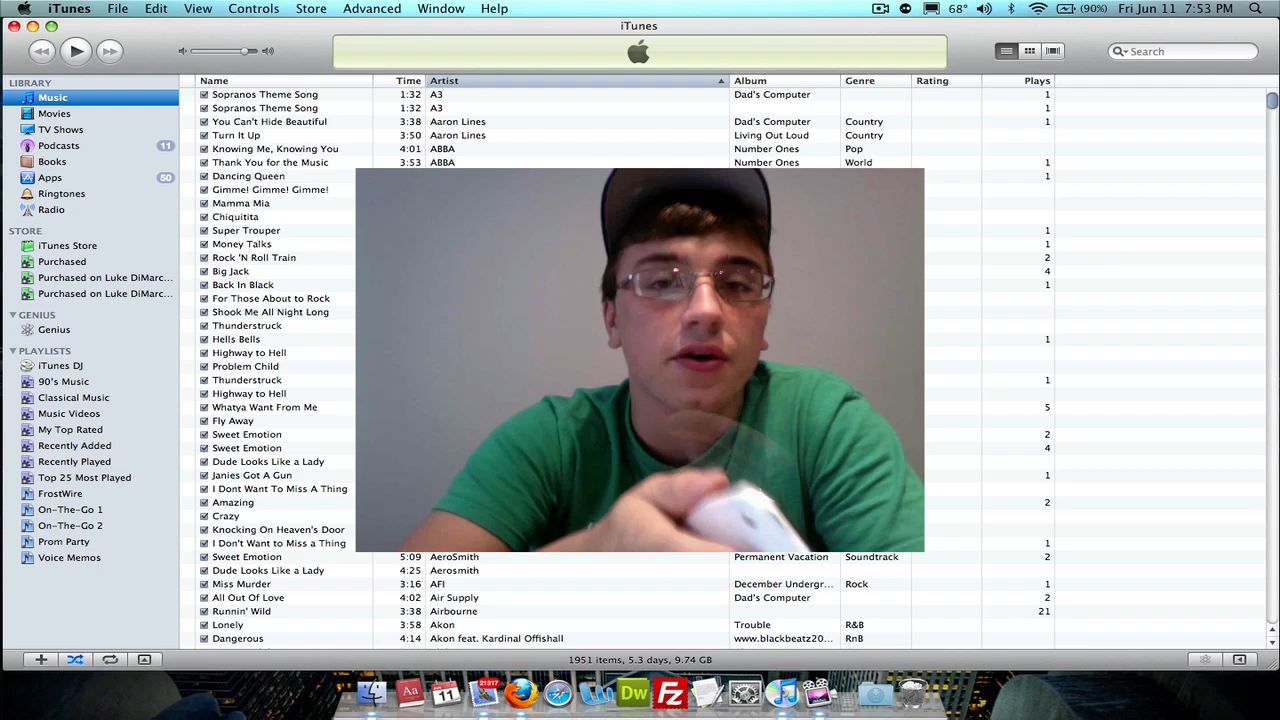 iTunes File Edit View Controls Store Advanced Window Help 68° (90%) Fri Jun 11 7:53 PM
iTunes
Search
LIBRARY
Music
Movies
TV Shows
Podcasts 11
Books
Apps 50
Ringtones
Radio
STORE
iTunes Store
Purchased
Purchased on Luke DiMarc...
Purchased on Luke DiMarc...
GENIUS
Genius
PLAYLISTS
iTunes DJ
90's Music
Classical Music
Music Videos
My Top Rated
Recently Added
Recently Played
Top 25 Most Played
FrostWire
On-The-Go 1
On-The-Go 2
Prom Party
Voice Memos
Name Time Artist Album Genre Rating Plays
Sopranos Theme Song 1:32 A3 Dad's Computer 1
Sopranos Theme Song 1:32 A3 1
You Can't Hide Beautiful 3:38 Aaron Lines Dad's Computer Country 1
Turn It Up 3:50 Aaron Lines Living Out Loud Country
Knowing Me, Knowing You 4:01 ABBA Number Ones Pop
Thank You for the Music 3:53 ABBA Number Ones World 1
Dancing Queen 1
Gimme! Gimme! Gimme!
Mamma Mia
Chiquitita
Super Trouper 1
Money Talks 1
Rock 'N Roll Train 2
Big Jack 4
Back In Black 1
For Those About to Rock
Shook Me All Night Long
Thunderstruck
Hells Bells 1
Highway to Hell
Problem Child
Thunderstruck 1
Highway to Hell
Whatya Want From Me 5
Fly Away
Sweet Emotion 2
Sweet Emotion 4
Dude Looks Like a Lady
Janies Got A Gun 1
I Dont Want To Miss A Thing
Amazing 2
Crazy
Knocking On Heaven's Door
I Don't Want to Miss a Thing 1
Sweet Emotion 5:09 AeroSmith Permanent Vacation Soundtrack 2
Dude Looks Like a Lady 4:25 Aerosmith
Miss Murder 3:16 AFI December Undergr... Rock 1
All Out Of Love 4:02 Air Supply Dad's Computer 2
Runnin' Wild 3:38 Airbourne 21
Lonely 3:58 Akon Trouble R&B
Dangerous 4:14 Akon feat. Kardinal Offishall www.blackbeatz20... RnB
1951 items, 5.3 days, 9.74 GB
Aa 11 21317 Dw Fz